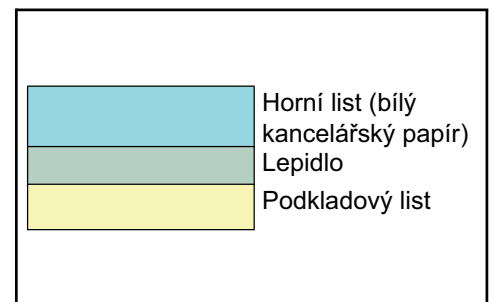 Horní list (bílý
kancelářský papír)
Lepidlo
Podkladový list